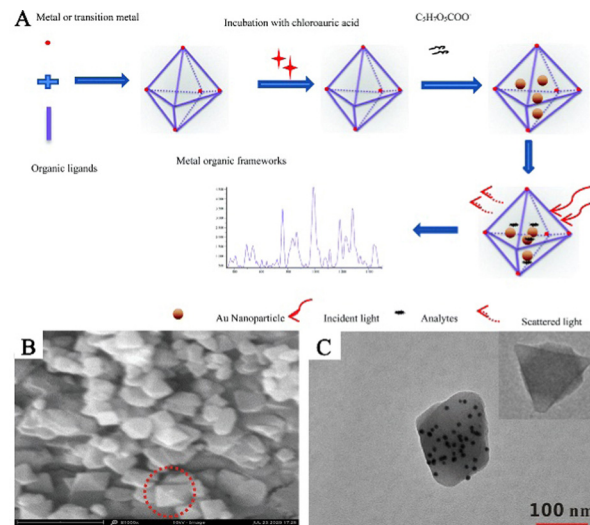 A
Metal or transition metal
Incubation with chloroauric acid
C₅H₇O₅COO⁻
Organic ligands
Metal organic frameworks
Au Nanoparticle
Incident light
Analytes
Scattered light
B
C
100 nm